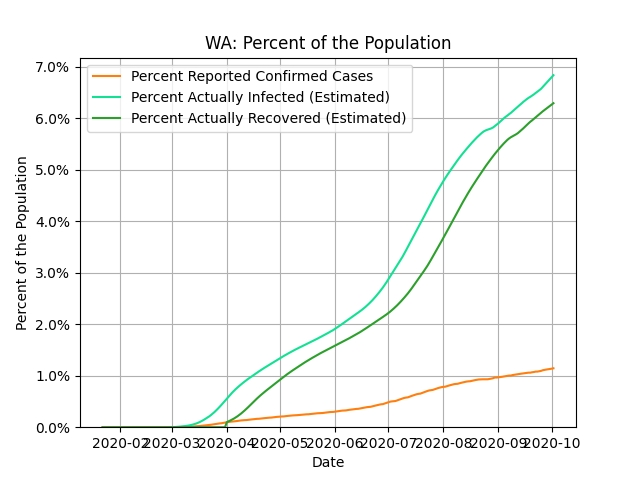 WA: Percent of the Population
Percent Reported Confirmed Cases
Percent Actually Infected (Estimated)
Percent Actually Recovered (Estimated)
Percent of the Population
7.0%
6.0%
5.0%
4.0%
3.0%
2.0%
1.0%
0.0%
2020-02 2020-03 2020-04 2020-05 2020-06 2020-07 2020-08 2020-09 2020-10
Date